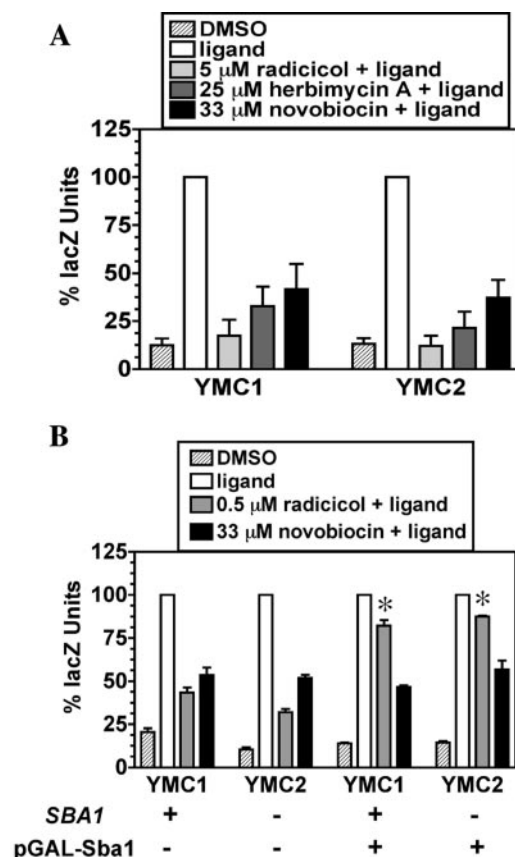 A
DMSO
ligand
5 µM radicicol + ligand
25 µM herbimycin A + ligand
33 µM novobiocin + ligand
% lacZ Units
125
100
75
50
25
0
YMC1 YMC2
B
DMSO
ligand
0.5 µM radicicol + ligand
33 µM novobiocin + ligand
% lacZ Units
125
100
75
50
25
0
* *
YMC1 YMC2 YMC1 YMC2
SBA1 + - + -
pGAL-Sba1 - - + +